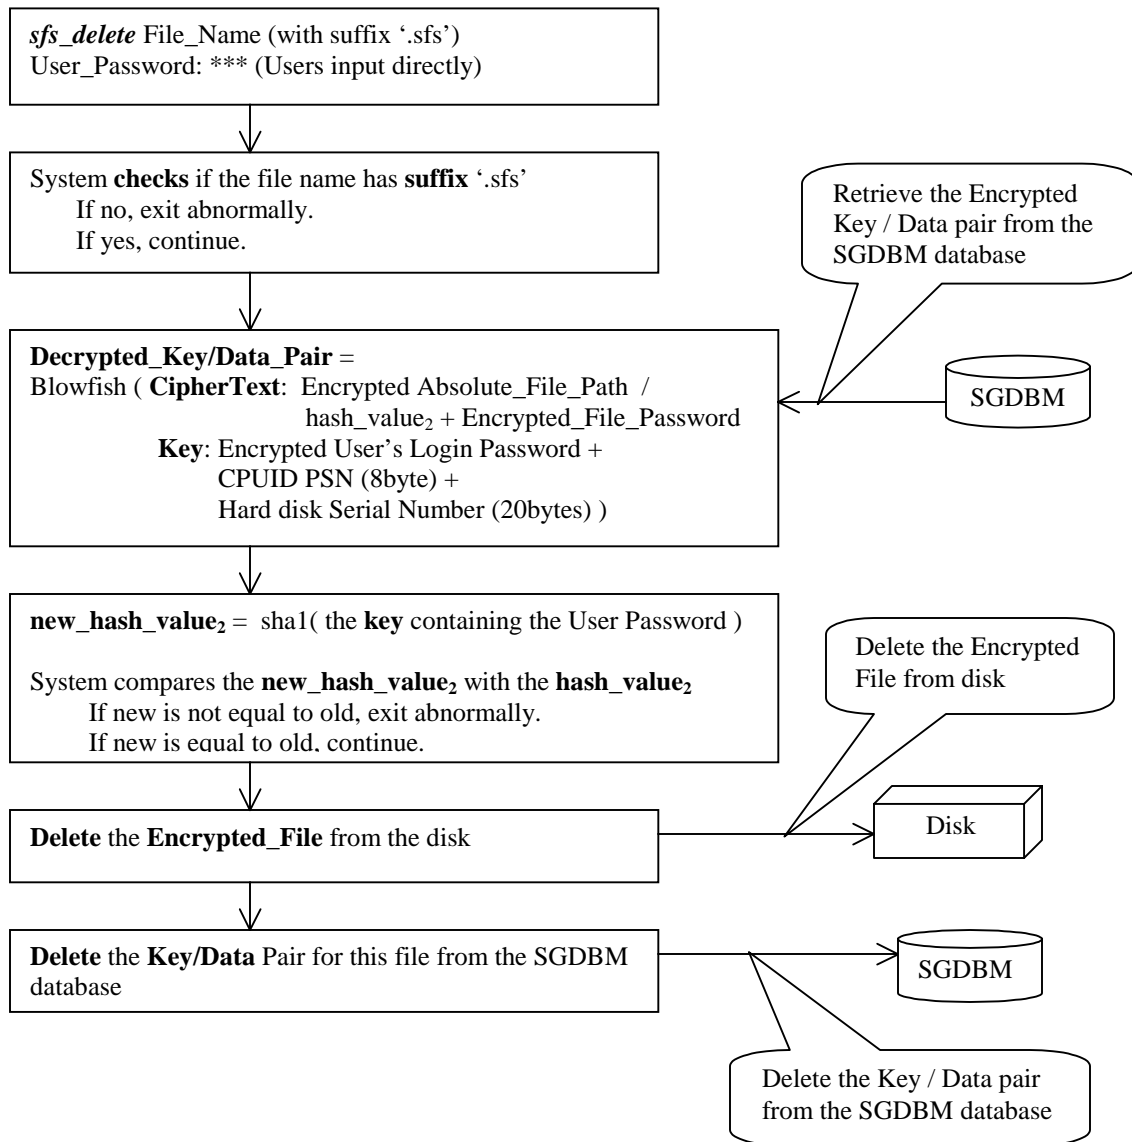 sfs_delete File_Name (with suffix ‘.sfs’)
User_Password: *** (Users input directly)
System checks if the file name has suffix ‘.sfs’
If no, exit abnormally.
If yes, continue.
Retrieve the Encrypted
Key / Data pair from the
SGDBM database
Decrypted_Key/Data_Pair =
Blowfish ( CipherText: Encrypted Absolute_File_Path /
hash_value₂ + Encrypted_File_Password
Key: Encrypted User's Login Password +
CPUID PSN (8byte) +
Hard disk Serial Number (20bytes) )
SGDBM
new_hash_value₂ = sha1( the key containing the User Password )
System compares the new_hash_value₂ with the hash_value₂
If new is not equal to old, exit abnormally.
If new is equal to old, continue.
Delete the Encrypted
File from disk
Delete the Encrypted_File from the disk
Disk
Delete the Key/Data Pair for this file from the SGDBM
database
SGDBM
Delete the Key / Data pair
from the SGDBM database